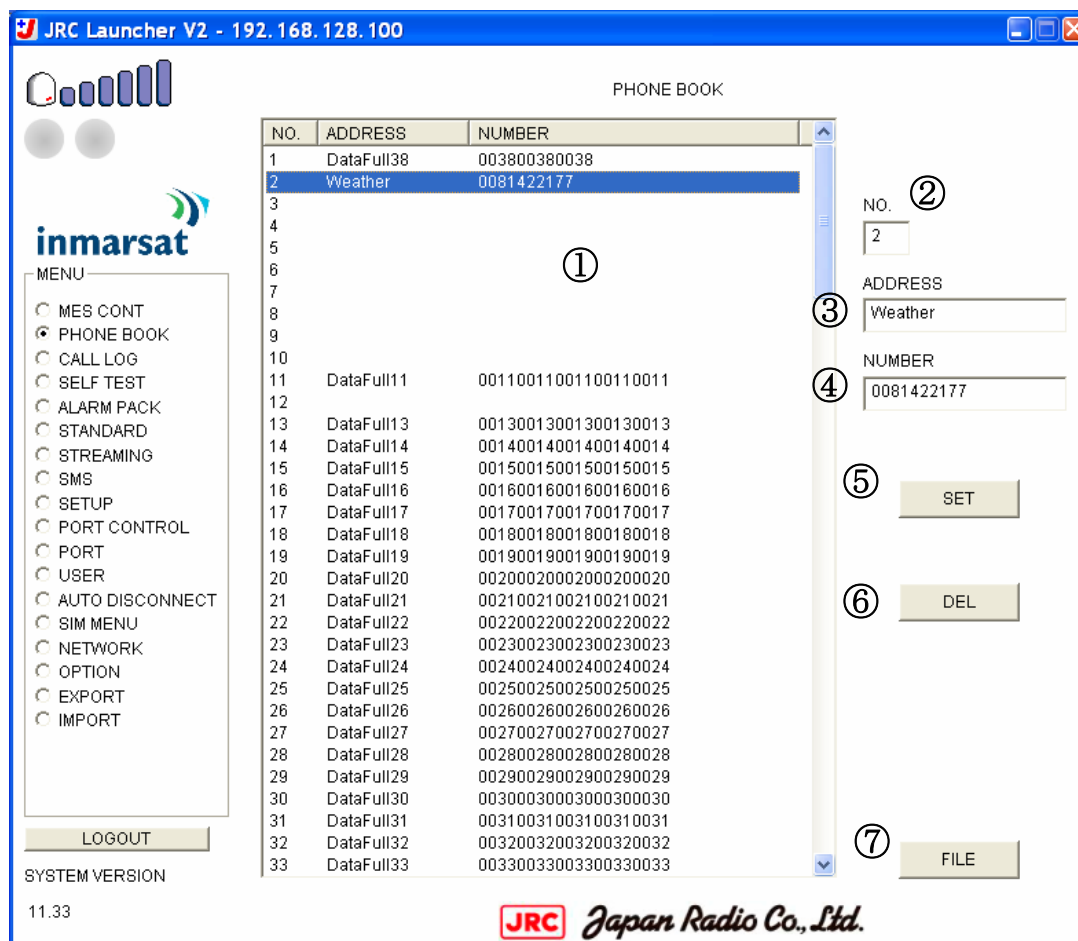 JRC Launcher V2 - 192.168.128.100
PHONE BOOK
NO. ADDRESS NUMBER
1 DataFull38 003800380038
2 Weather 0081422177
3
4
5
6
7
8
9
10
11 DataFull11 00110011001100110011
12
13 DataFull13 00130013001300130013
14 DataFull14 00140014001400140014
15 DataFull15 00150015001500150015
16 DataFull16 00160016001600160016
17 DataFull17 00170017001700170017
18 DataFull18 00180018001800180018
19 DataFull19 00190019001900190019
20 DataFull20 00200020002000200020
21 DataFull21 00210021002100210021
22 DataFull22 00220022002200220022
23 DataFull23 00230023002300230023
24 DataFull24 00240024002400240024
25 DataFull25 00250025002500250025
26 DataFull26 00260026002600260026
27 DataFull27 00270027002700270027
28 DataFull28 00280028002800280028
29 DataFull29 00290029002900290029
30 DataFull30 00300030003000300030
31 DataFull31 00310031003100310031
32 DataFull32 00320032003200320032
33 DataFull33 00330033003300330033
①
inmarsat
MENU
MES CONT
PHONE BOOK
CALL LOG
SELF TEST
ALARM PACK
STANDARD
STREAMING
SMS
SETUP
PORT CONTROL
PORT
USER
AUTO DISCONNECT
SIM MENU
NETWORK
OPTION
EXPORT
IMPORT
LOGOUT
SYSTEM VERSION
11.33
NO. ②
2
ADDRESS
③ Weather
NUMBER
④ 0081422177
⑤ SET
⑥ DEL
⑦ FILE
JRC Japan Radio Co., Ltd.